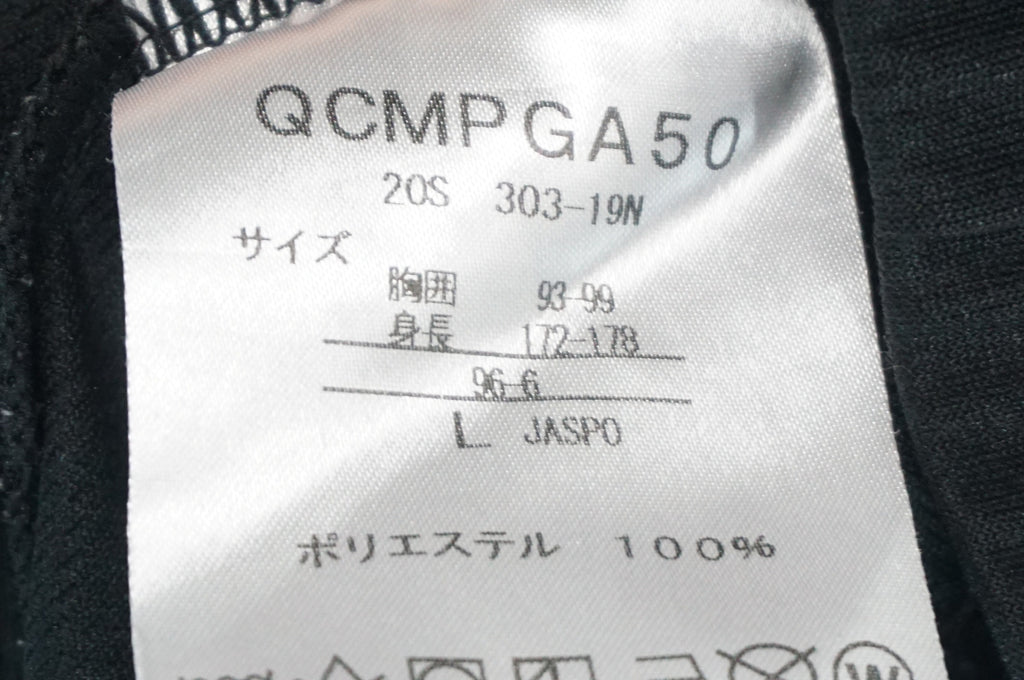 QCMPGA50
20S 303-19N
サイズ
胸囲 93-99
身長 172-178
96-6
L JASPO
ポリエステル 100%
W